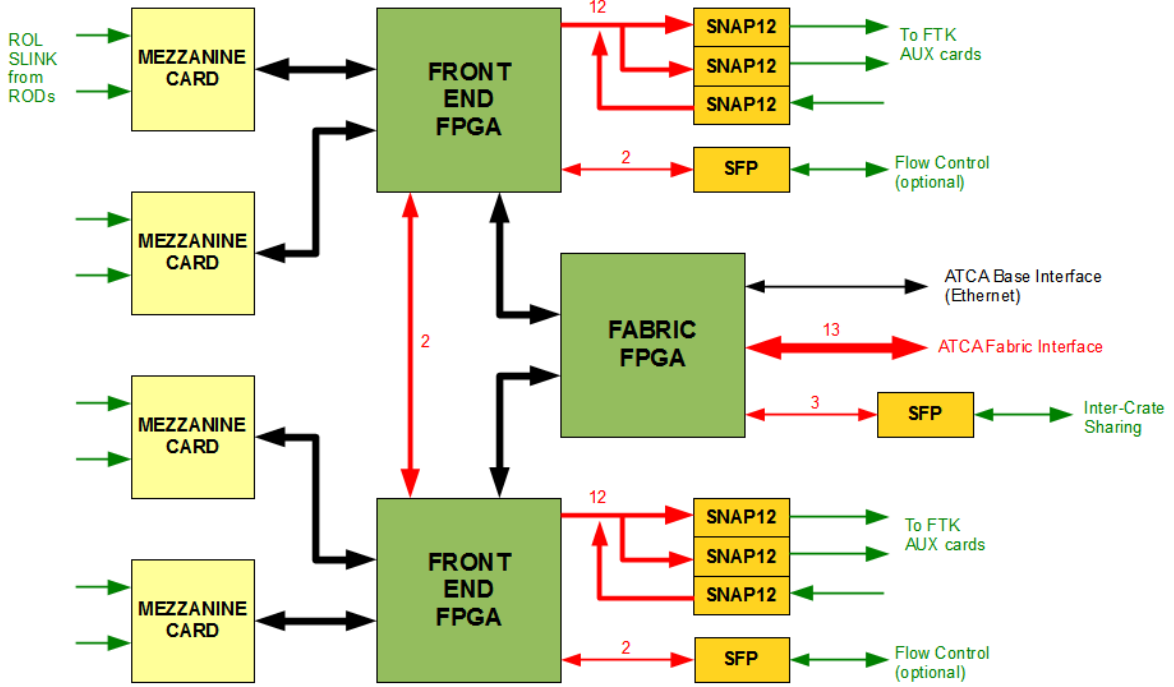 ROL
SLINK
from
RODs
MEZZANINE
CARD
MEZZANINE
CARD
MEZZANINE
CARD
MEZZANINE
CARD
FRONT
END
FPGA
12
SNAP12
SNAP12
SNAP12
To FTK
AUX cards
2
SFP
Flow Control
(optional)
2
FABRIC
FPGA
ATCA Base Interface
(Ethernet)
13
ATCA Fabric Interface
3
SFP
Inter-Crate
Sharing
FRONT
END
FPGA
12
SNAP12
SNAP12
SNAP12
To FTK
AUX cards
2
SFP
Flow Control
(optional)